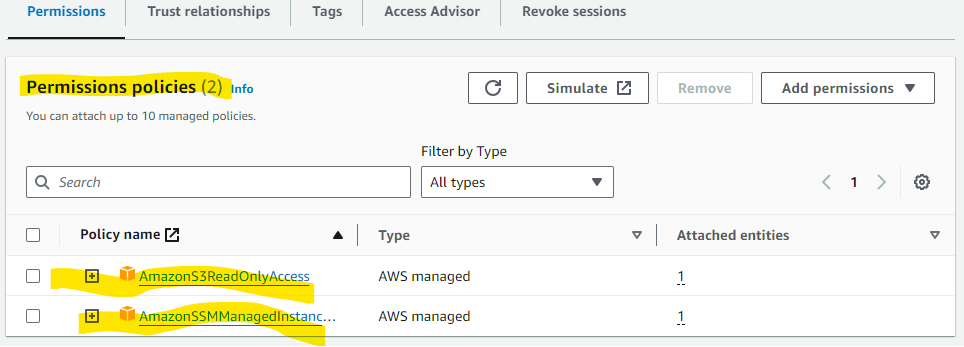 Permissions Trust relationships Tags Access Advisor Revoke sessions
Permissions policies (2) Info
Simulate Remove Add permissions
You can attach up to 10 managed policies.
Filter by Type
Search All types 1
Policy name Type Attached entities
AmazonS3ReadOnlyAccess AWS managed 1
AmazonSSMManagedInstanc... AWS managed 1